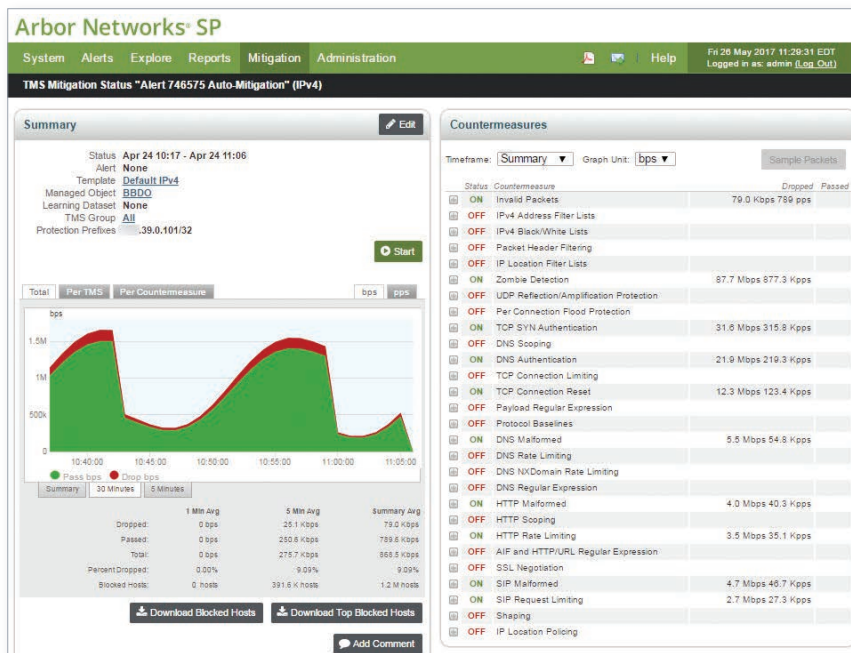 Arbor Networks® SP
System Alerts Explore Reports Mitigation Administration Help
Fri 26 May 2017 11:29:31 EDT
Logged in as: admin (Log Out)
TMS Mitigation Status "Alert 746575 Auto-Mitigation" (IPv4)
Summary
Edit
Status Apr 24 10:17 - Apr 24 11:06
Alert None
Template Default IPv4
Managed Object BBDO
Learning Dataset None
TMS Group All
Protection Prefixes .39.0.101/32
Start
Total Per TMS Per Countermeasure bps pps
bps
1.5M
1M
500k
0
10:40:00 10:45:00 10:50:00 10:55:00 11:00:00 11:05:00
Pass bps Drop bps
Summary 30 Minutes 5 Minutes
1 Min Avg 5 Min Avg Summary Avg
Dropped: 0 bps 25.1 Kbps 79.0 Kbps
Passed: 0 bps 250.6 Kbps 789.6 Kbps
Total: 0 bps 275.7 Kbps 868.5 Kbps
Percent Dropped: 0.00% 9.09% 9.09%
Blocked Hosts: 0 hosts 391.6 K hosts 1.2 M hosts
Download Blocked Hosts Download Top Blocked Hosts
Add Comment
Countermeasures
Timeframe: Summary Graph Unit: bps Sample Packets
Status Countermeasure Dropped Passed
ON Invalid Packets 79.0 Kbps 789 pps
OFF IPv4 Address Filter Lists
OFF IPv4 Black/White Lists
OFF Packet Header Filtering
OFF IP Location Filter Lists
ON Zombie Detection 87.7 Mbps 877.3 Kpps
OFF UDP Reflection/Amplification Protection
OFF Per Connection Flood Protection
ON TCP SYN Authentication 31.6 Mbps 315.8 Kpps
OFF DNS Scoping
ON DNS Authentication 21.9 Mbps 219.3 Kpps
OFF TCP Connection Limiting
ON TCP Connection Reset 12.3 Mbps 123.4 Kpps
OFF Payload Regular Expression
OFF Protocol Baselines
ON DNS Malformed 5.5 Mbps 54.8 Kpps
OFF DNS Rate Limiting
OFF DNS NXDomain Rate Limiting
OFF DNS Regular Expression
ON HTTP Malformed 4.0 Mbps 40.3 Kpps
OFF HTTP Scoping
ON HTTP Rate Limiting 3.5 Mbps 35.1 Kpps
OFF AIF and HTTP/URL Regular Expression
OFF SSL Negotiation
ON SIP Malformed 4.7 Mbps 46.7 Kpps
ON SIP Request Limiting 2.7 Mbps 27.3 Kpps
OFF Shaping
OFF IP Location Policing